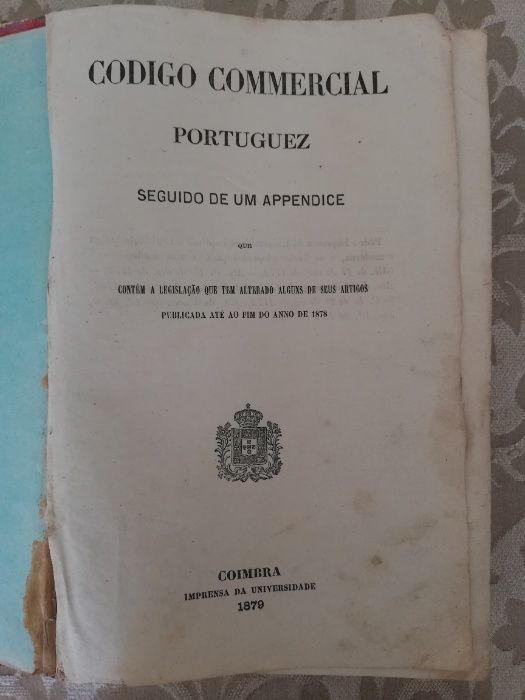 CODIGO COMMERCIAL
PORTUGUEZ
SEGUIDO DE UM APPENDICE
QUE
CONTÉM A LEGISLAÇÃO QUE TEM ALTERADO ALGUNS DE SEUS ARTIGOS
PUBLICADA ATÉ AO FIM DO ANNO DE 1878
COIMBRA
IMPRENSA DA UNIVERSIDADE
1879